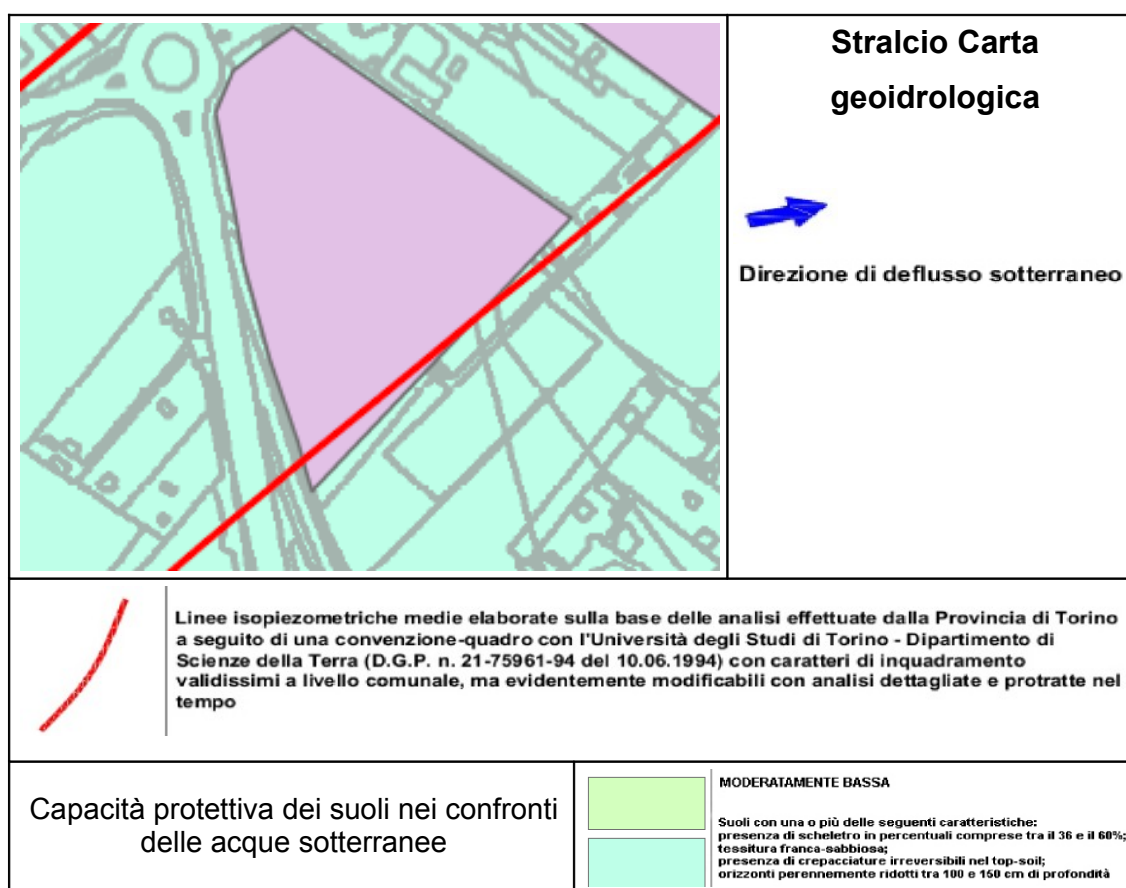 Stralcio Carta
geoidrologica
Direzione di deflusso sotterraneo
Linee isopiezometriche medie elaborate sulla base delle analisi effettuate dalla Provincia di Torino
a seguito di una convenzione-quadro con l'Università degli Studi di Torino - Dipartimento di
Scienze della Terra (D.G.P. n. 21-75961-94 del 10.06.1994) con caratteri di inquadramento
validissimi a livello comunale, ma evidentemente modificabili con analisi dettagliate e protratte nel
tempo
Capacità protettiva dei suoli nei confronti
delle acque sotterranee
MODERATAMENTE BASSA
Suoli con una o più delle seguenti caratteristiche:
presenza di scheletro in percentuali comprese tra il 36 e il 60%;
tessitura franca-sabbiosa;
presenza di crepacciature irreversibili nel top-soil;
orizzonti perennemente ridotti tra 100 e 150 cm di profondità